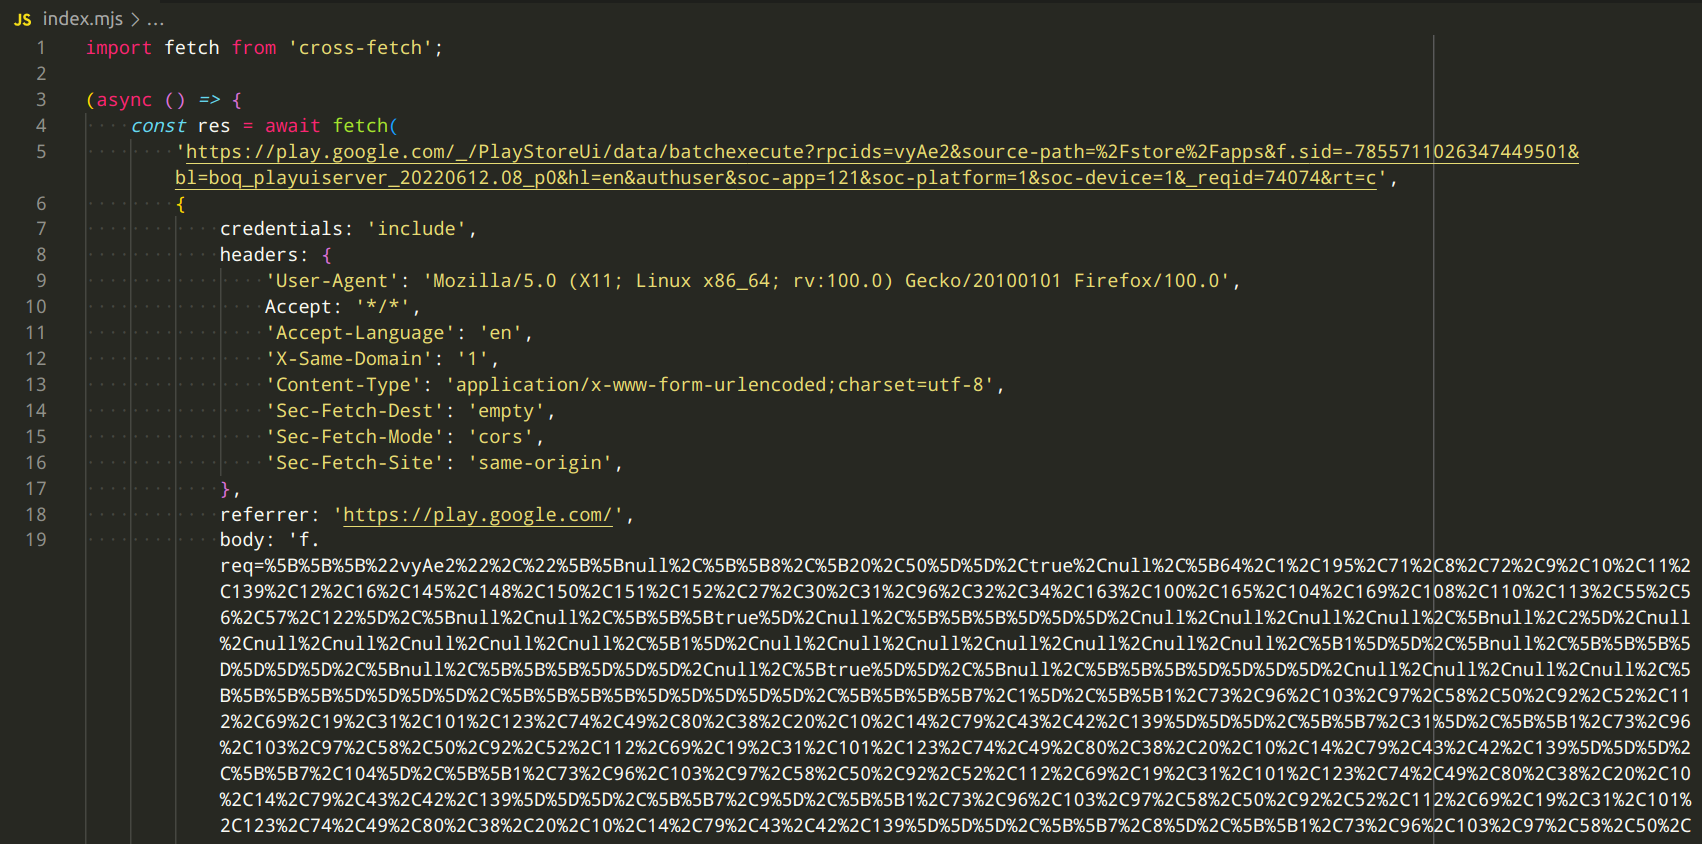 JS index.mjs > ...
1 import fetch from 'cross-fetch';
2
3 (async () => {
4 const res = await fetch(
5 'https://play.google.com/_/PlayStoreUi/data/batchexecute?rpcids=vyAe2&source-path=%2Fstore%2Fapps&f.sid=-7855711026347449501&
bl=boq_playuiserver_20220612.08_p0&hl=en&authuser&soc-app=121&soc-platform=1&soc-device=1&_reqid=74074&rt=c',
6 {
7 credentials: 'include',
8 headers: {
9 'User-Agent': 'Mozilla/5.0 (X11; Linux x86_64; rv:100.0) Gecko/20100101 Firefox/100.0',
10 Accept: '*/*',
11 'Accept-Language': 'en',
12 'X-Same-Domain': '1',
13 'Content-Type': 'application/x-www-form-urlencoded;charset=utf-8',
14 'Sec-Fetch-Dest': 'empty',
15 'Sec-Fetch-Mode': 'cors',
16 'Sec-Fetch-Site': 'same-origin',
17 },
18 referrer: 'https://play.google.com/',
19 body: 'f.
req=%5B%5B%5B%22vyAe2%22%2C%22%5B%5Bnull%2C%5B%5B8%2C%5B20%2C50%5D%5D%2Ctrue%2Cnull%2C%5B64%2C1%2C195%2C71%2C8%2C72%2C9%2C10%2C11%2
C139%2C12%2C16%2C145%2C148%2C150%2C151%2C152%2C27%2C30%2C31%2C96%2C32%2C34%2C163%2C100%2C165%2C104%2C169%2C108%2C110%2C113%2C55%2C5
6%2C57%2C122%5D%2C%5Bnull%2Cnull%2C%5B%5B%5Btrue%5D%2Cnull%2C%5B%5B%5B%5D%5D%5D%2Cnull%2Cnull%2Cnull%2Cnull%2C%5Bnull%2C2%5D%2Cnull
%2Cnull%2Cnull%2Cnull%2Cnull%2C%5B1%5D%2Cnull%2Cnull%2Cnull%2Cnull%2Cnull%2Cnull%2Cnull%2C%5B1%5D%5D%2C%5Bnull%2C%5B%5B%5B%5
D%5D%5D%5D%2C%5Bnull%2C%5B%5B%5B%5D%5D%5D%2Cnull%2C%5Btrue%5D%5D%2C%5Bnull%2C%5B%5B%5B%5D%5D%5D%2Cnull%2Cnull%2Cnull%2Cnull%2C%5
B%5B%5B%5B%5D%5D%5D%5D%2C%5B%5B%5B%5B%5D%5D%5D%5D%5D%2C%5B%5B%5B%5B7%2C1%5D%2C%5B%5B1%2C73%2C96%2C103%2C97%2C58%2C50%2C92%2C52%2C11
2%2C69%2C19%2C31%2C101%2C123%2C74%2C49%2C80%2C38%2C20%2C10%2C14%2C79%2C43%2C42%2C139%5D%5D%5D%2C%5B%5B7%2C31%5D%2C%5B%5B1%2C73%2C96
%2C103%2C97%2C58%2C50%2C92%2C52%2C112%2C69%2C19%2C31%2C101%2C123%2C74%2C49%2C80%2C38%2C20%2C10%2C14%2C79%2C43%2C42%2C139%5D%5D%5D%2
C%5B%5B7%2C104%5D%2C%5B%5B1%2C73%2C96%2C103%2C97%2C58%2C50%2C92%2C52%2C112%2C69%2C19%2C31%2C101%2C123%2C74%2C49%2C80%2C38%2C20%2C10
%2C14%2C79%2C43%2C42%2C139%5D%5D%5D%2C%5B%5B7%2C9%5D%2C%5B%5B1%2C73%2C96%2C103%2C97%2C58%2C50%2C92%2C52%2C112%2C69%2C19%2C31%2C101%
2C123%2C74%2C49%2C80%2C38%2C20%2C10%2C14%2C79%2C43%2C42%2C139%5D%5D%5D%2C%5B%5B7%2C8%5D%2C%5B%5B1%2C73%2C96%2C103%2C97%2C58%2C50%2C